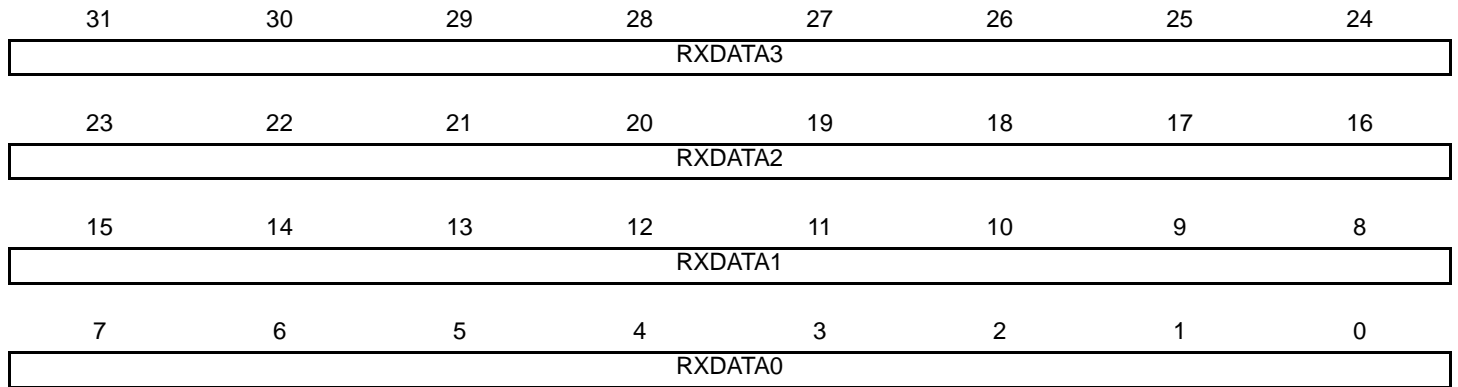 31 30 29 28 27 26 25 24
RXDATA3
23 22 21 20 19 18 17 16
RXDATA2
15 14 13 12 11 10 9 8
RXDATA1
7 6 5 4 3 2 1 0
RXDATA0